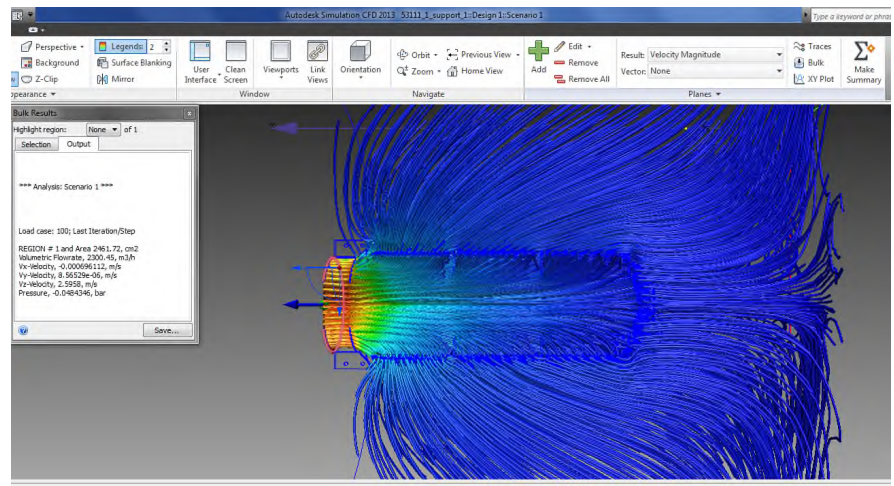 Autodesk Simulation CFD 2013 53111_1_support_1::Design 1::Scenario 1
Type a keyword or phras
Perspective
Background
Z-Clip
Legends: 2
Surface Blanking
Mirror
ppearance
User Interface
Clean Screen
Viewports
Link Views
Window
Orientation
Orbit
Zoom
Previous View
Home View
Navigate
Add
Edit
Remove
Remove All
Result: Velocity Magnitude
Vector: None
Traces
Bulk
XY Plot
Make Summary
Planes
Bulk Results
Highlight region: None of 1
Selection
Output
*** Analysis: Scenario 1 ***
Load case: 100; Last Iteration/Step
REGION # 1 and Area 2461.72, cm2
Volumetric Flowrate, 2300.45, m3/h
Vx-Velocity, -0.000696112, m/s
Vy-Velocity, 8.56529e-06, m/s
Vz-Velocity, 2.5958, m/s
Pressure, -0.0484346, bar
Save...